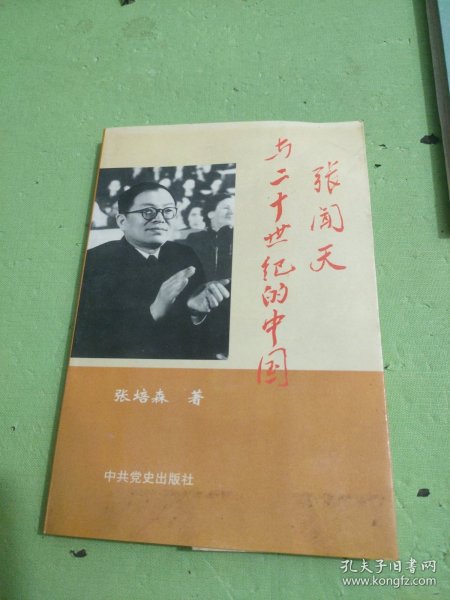 张闻天
与二十世纪的中国
张培森 著
中共党史出版社
孔夫子旧书网
www.kongfz.com